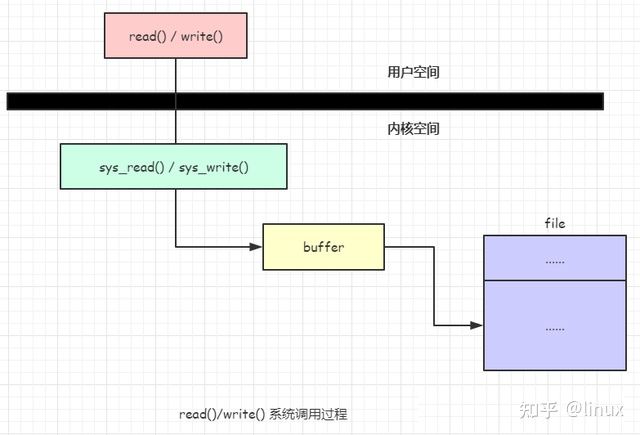 read() / write()
用户空间
内核空间
sys_read() / sys_write()
file
buffer
......
......
read()/write() 系统调用过程
知乎 @linux